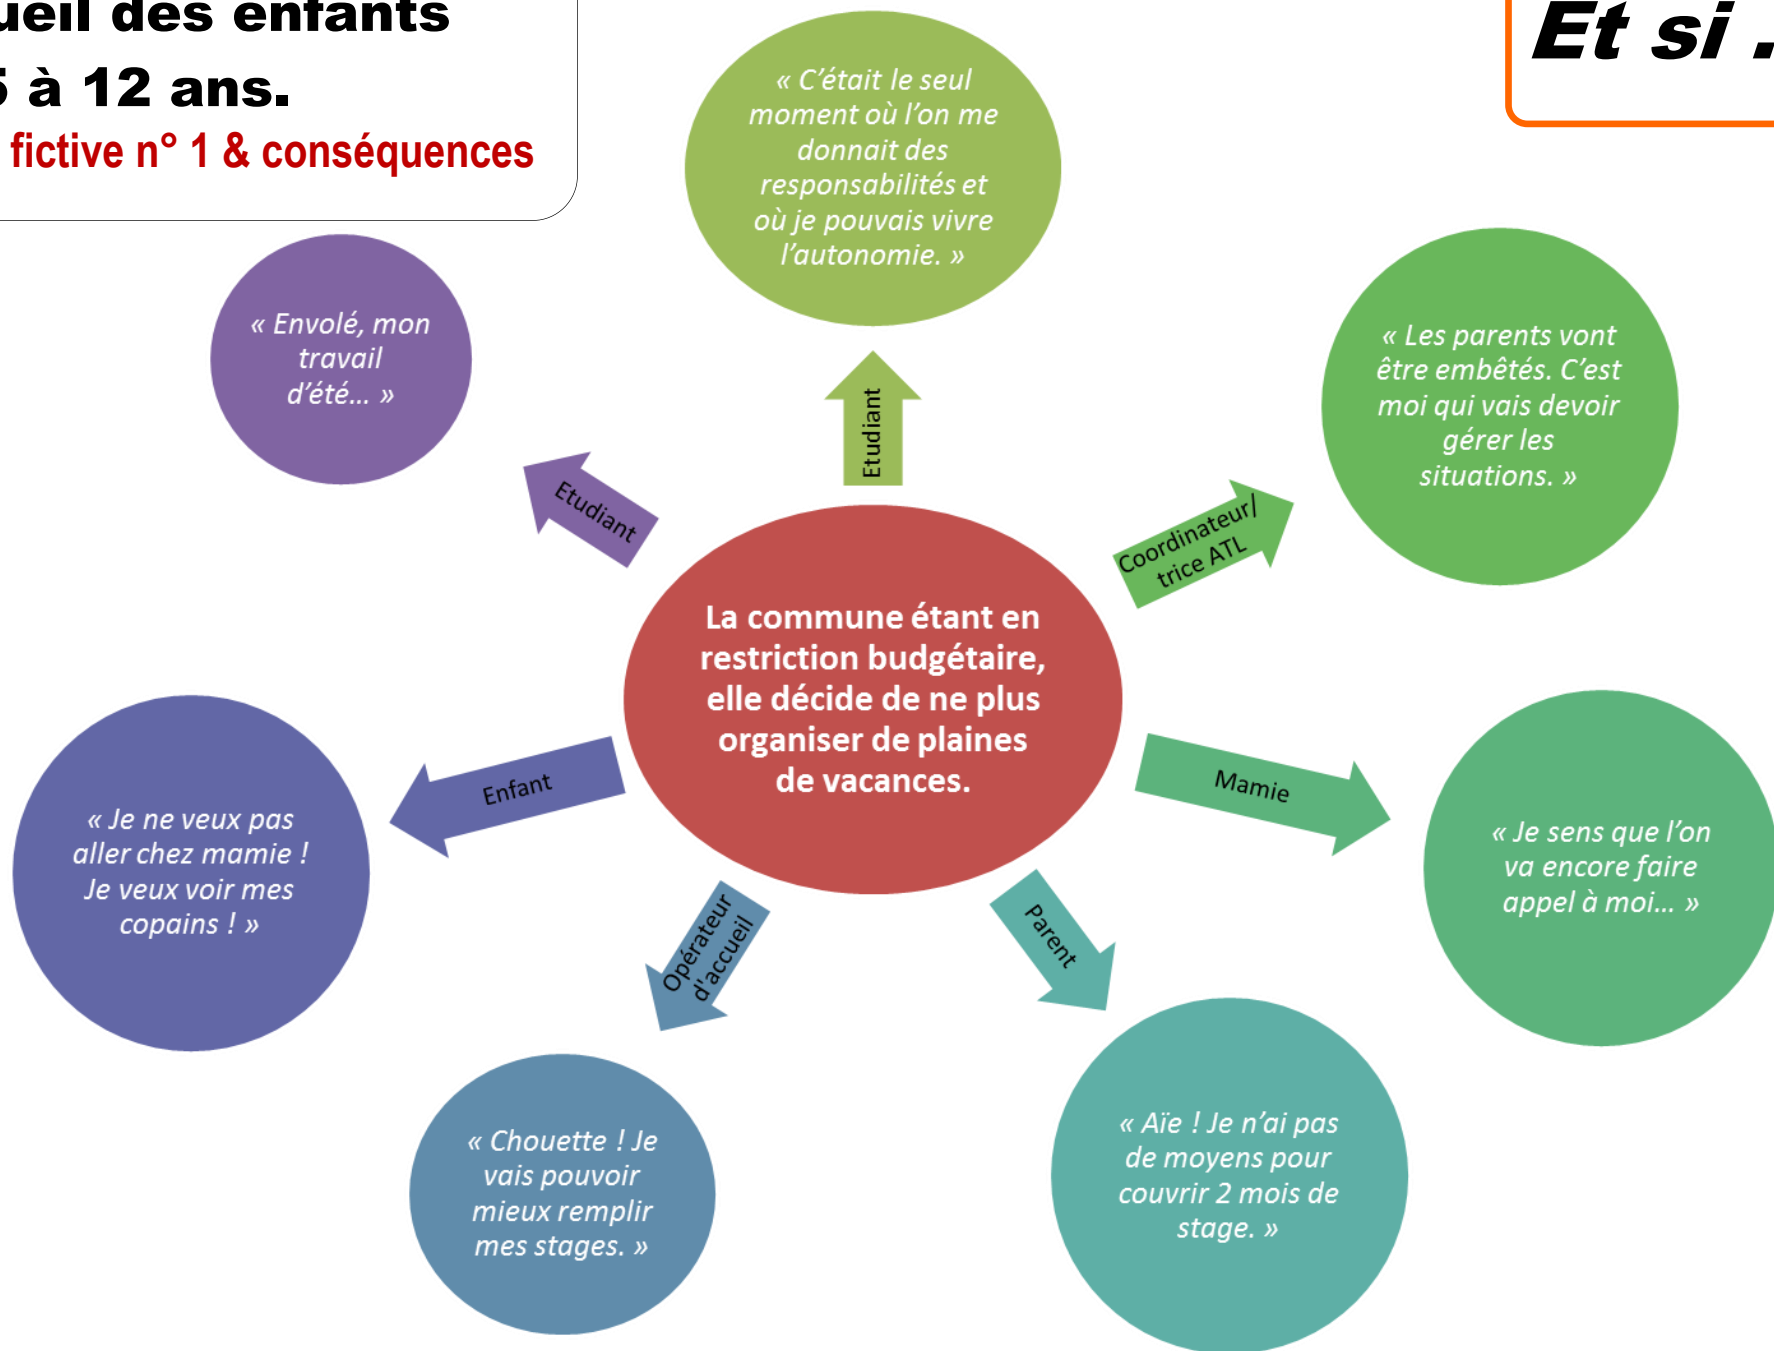 ueil des enfants
5 à 12 ans.
fictive n° 1 & conséquences
Et si .
« C’était le seul
moment où l’on me
donnait des
responsabilités et
où je pouvais vivre
l’autonomie. »
Etudiant
« Envolé, mon
travail
d’été... »
Etudiant
« Les parents vont
être embêtés. C’est
moi qui vais devoir
gérer les
situations. »
Coordinateur/
trice ATL
La commune étant en
restriction budgétaire,
elle décide de ne plus
organiser de plaines
de vacances.
Mamie
« Je sens que l’on
va encore faire
appel à moi... »
Enfant
« Je ne veux pas
aller chez mamie !
Je veux voir mes
copains ! »
Opérateur
d'accueil
« Chouette ! Je
vais pouvoir
mieux remplir
mes stages. »
Parent
« Aïe ! Je n’ai pas
de moyens pour
couvrir 2 mois de
stage. »